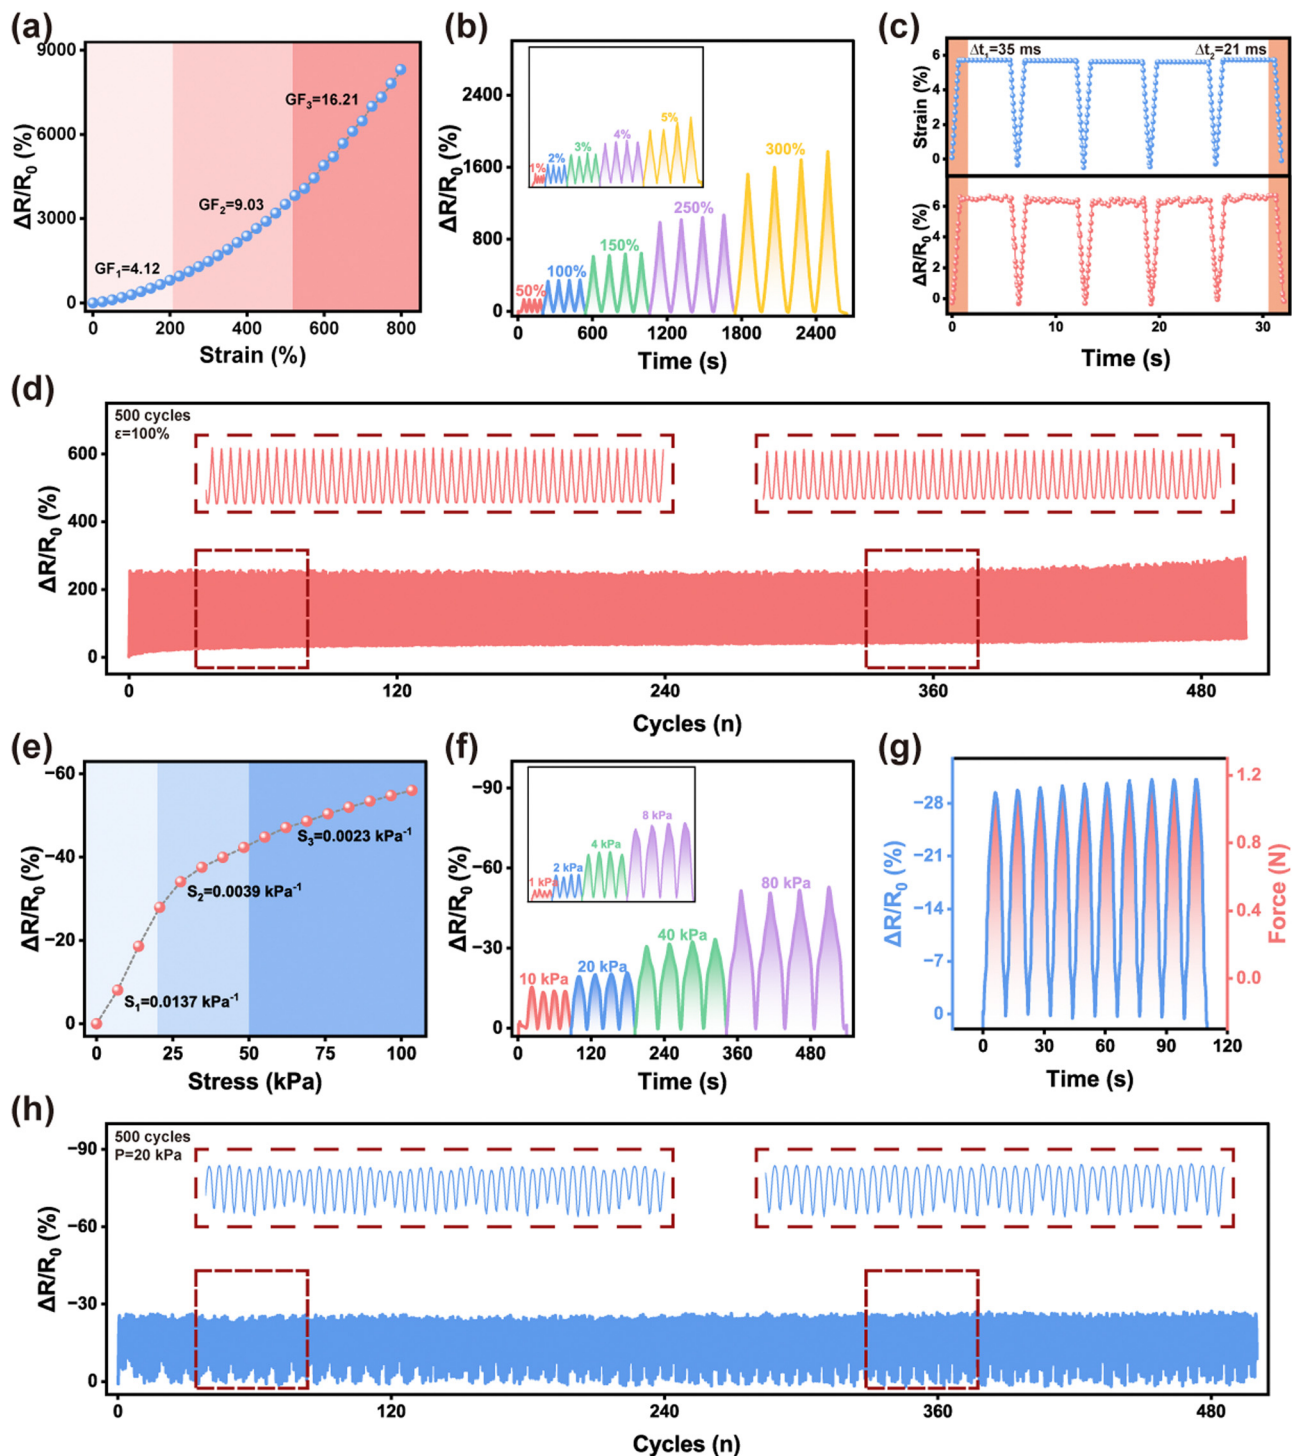 (a)
9000
6000
3000
0
ΔR/R₀ (%)
GF₁=4.12
GF₂=9.03
GF₃=16.21
0 200 400 600 800
Strain (%)
(b)
2400
1600
800
0
ΔR/R₀ (%)
1%
2%
3%
4%
5%
50%
100%
150%
250%
300%
0 600 1200 1800 2400
Time (s)
(c)
Δt₁=35 ms
Δt₂=21 ms
6
4
2
0
Strain (%)
6
4
2
0
ΔR/R₀ (%)
0 10 20 30
Time (s)
(d)
500 cycles
ε=100%
600
400
200
0
ΔR/R₀ (%)
0 120 240 360 480
Cycles (n)
(e)
−60
−40
−20
0
ΔR/R₀ (%)
S₁=0.0137 kPa⁻¹
S₂=0.0039 kPa⁻¹
S₃=0.0023 kPa⁻¹
0 25 50 75 100
Stress (kPa)
(f)
−90
−60
−30
0
ΔR/R₀ (%)
1 kPa
2 kPa
4 kPa
8 kPa
10 kPa
20 kPa
40 kPa
80 kPa
0 120 240 360 480
Time (s)
(g)
−28
−21
−14
−7
0
ΔR/R₀ (%)
1.2
0.8
0.4
0.0
Force (N)
0 30 60 90 120
Time (s)
(h)
500 cycles
P=20 kPa
−90
−60
−30
0
ΔR/R₀ (%)
0 120 240 360 480
Cycles (n)